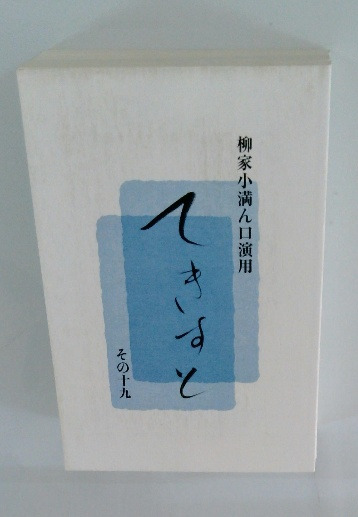 柳家小満ん口演用
てきすと
その十九